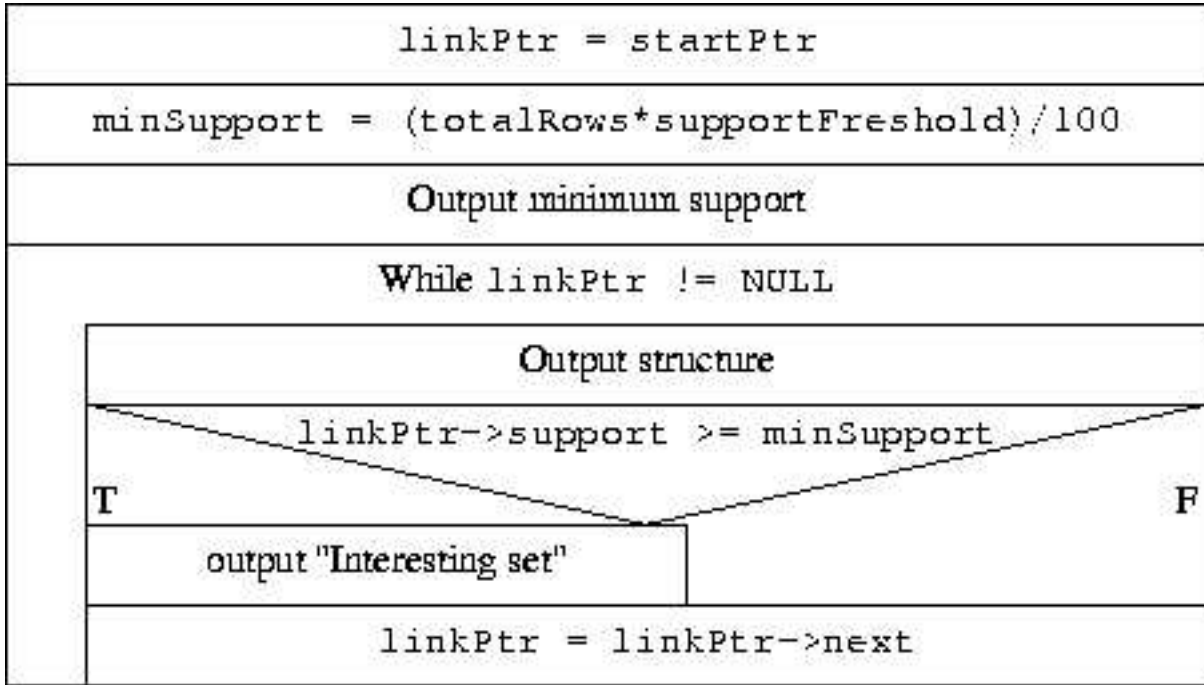 linkPtr = startPtr
minSupport = (totalRows*supportFreshold)/100
Output minimum support
While linkPtr != NULL
Output structure
linkPtr->support >= minSupport
T
F
output "Interesting set"
linkPtr = linkPtr->next